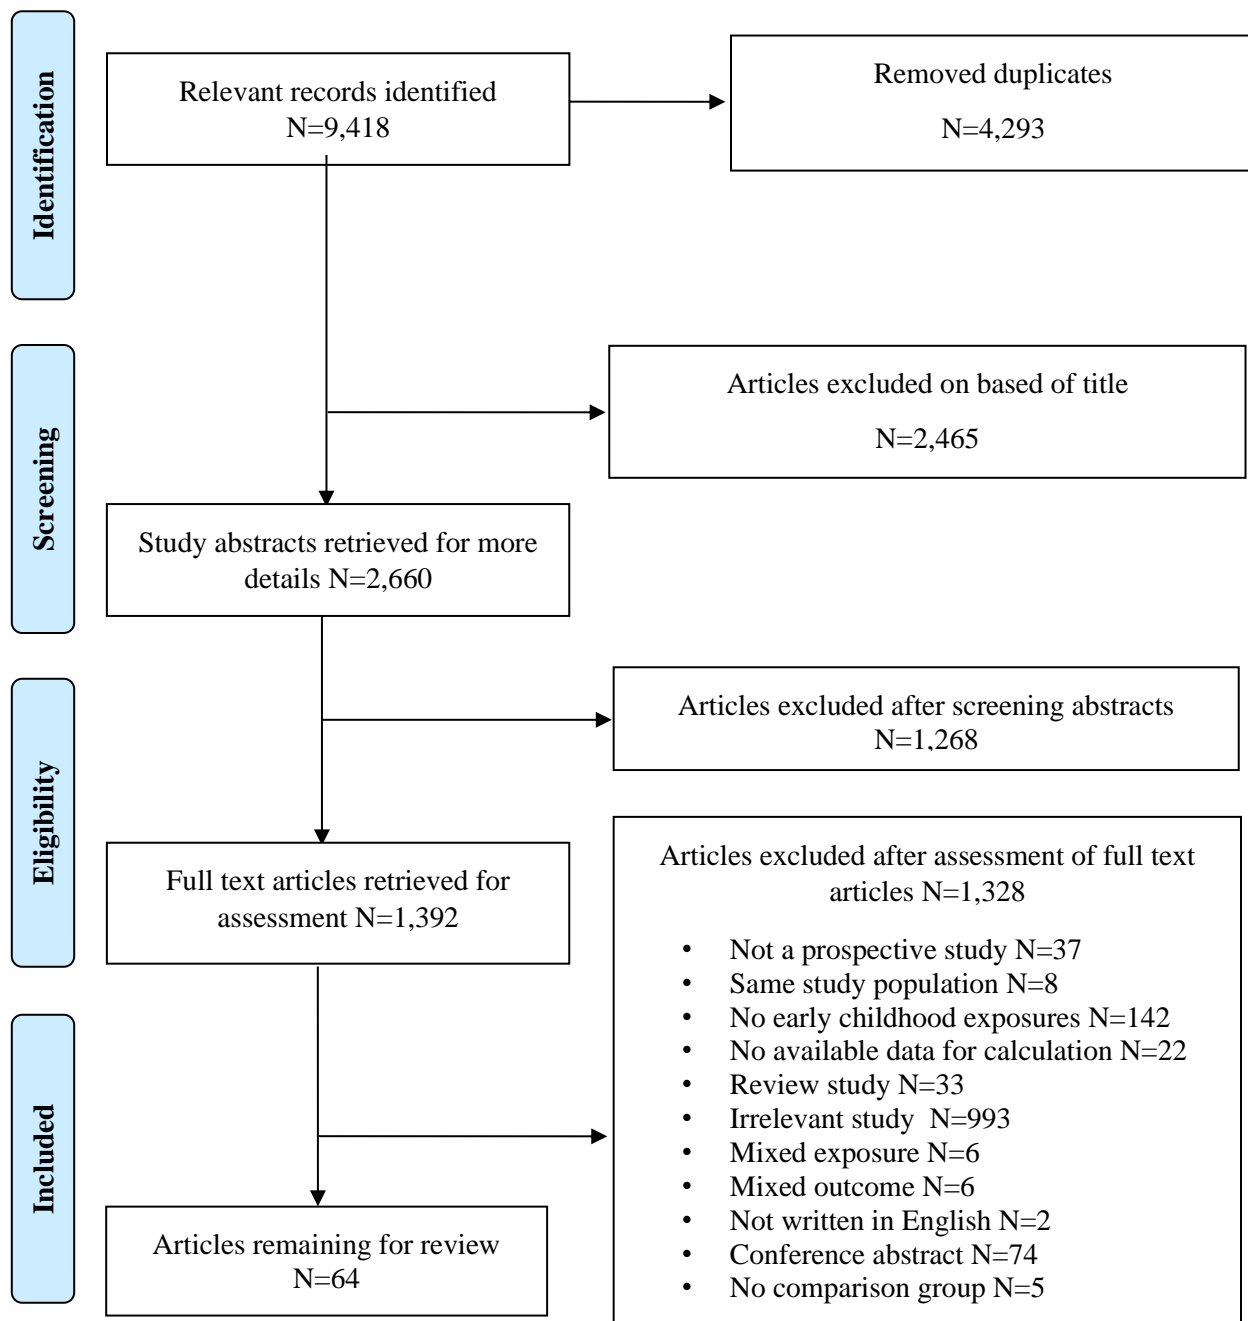 Identification
Relevant records identified
N=9,418
Removed duplicates
N=4,293
Screening
Articles excluded on based of title
N=2,465
Study abstracts retrieved for more
details N=2,660
Eligibility
Articles excluded after screening abstracts
N=1,268
Full text articles retrieved for
assessment N=1,392
Articles excluded after assessment of full text
articles N=1,328
• Not a prospective study N=37
• Same study population N=8
• No early childhood exposures N=142
• No available data for calculation N=22
• Review study N=33
• Irrelevant study  N=993
• Mixed exposure N=6
• Mixed outcome N=6
• Not written in English N=2
• Conference abstract N=74
• No comparison group N=5
Included
Articles remaining for review
N=64